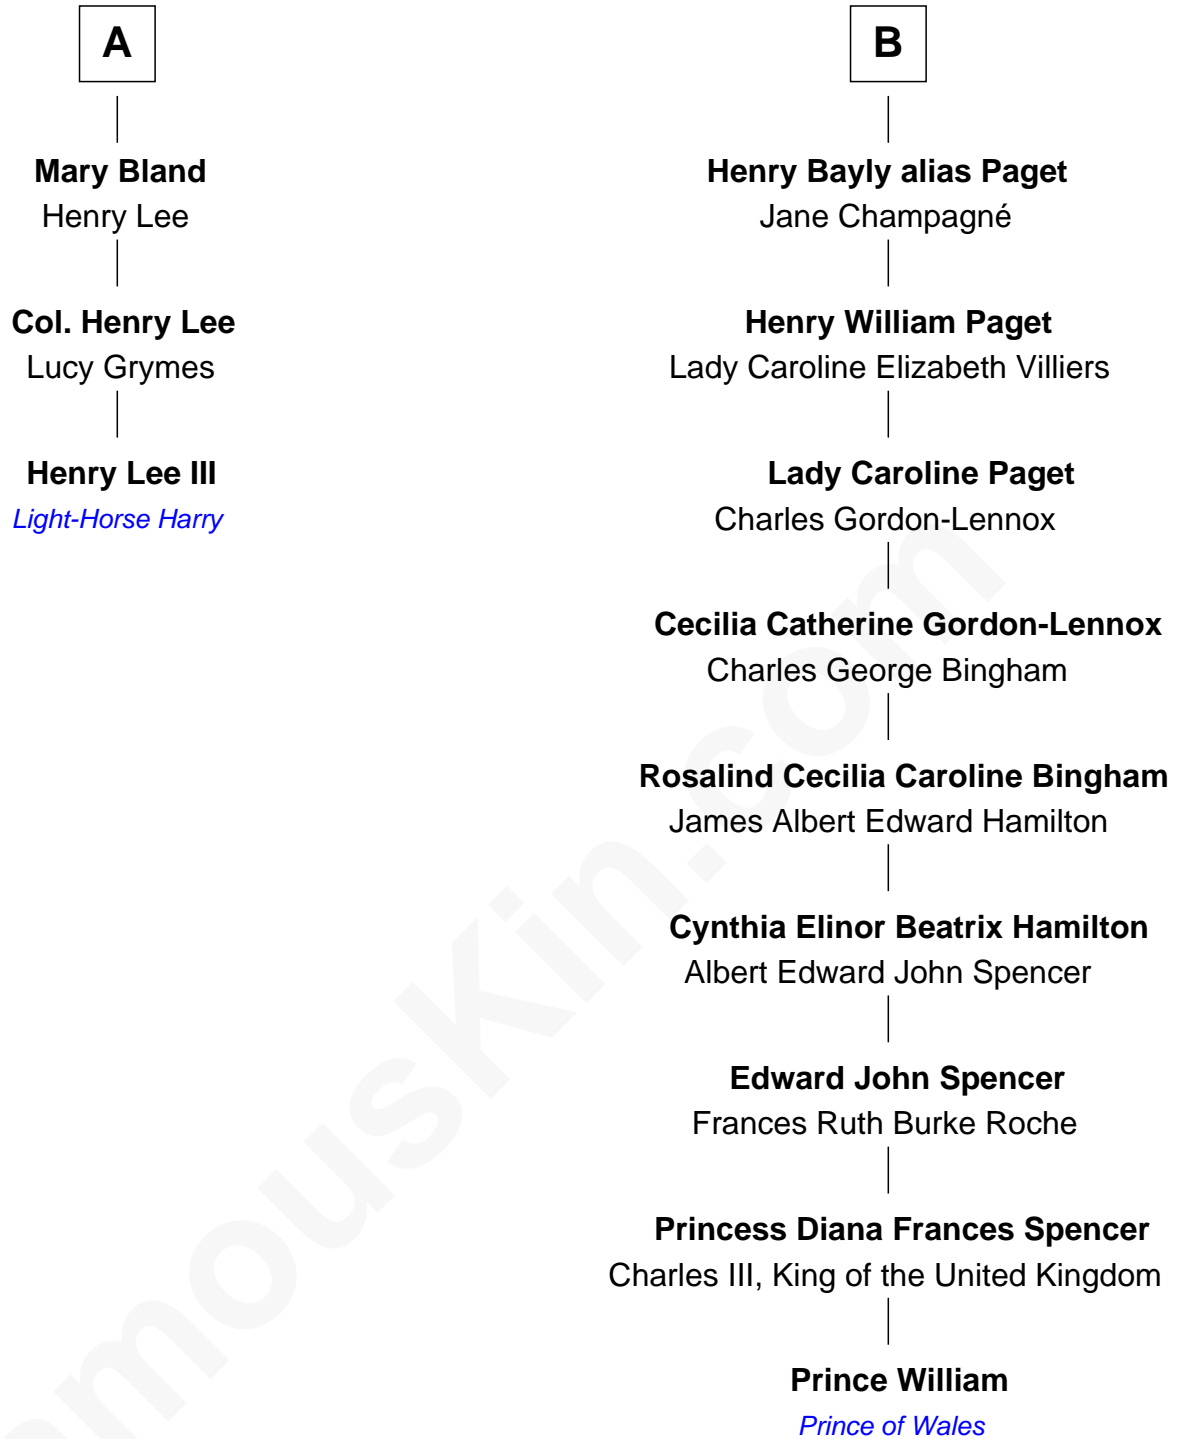 A
Mary Bland
Henry Lee
Col. Henry Lee
Lucy Grymes
Henry Lee III
Light-Horse Harry
B
Henry Bayly alias Paget
Jane Champagné
Henry William Paget
Lady Caroline Elizabeth Villiers
Lady Caroline Paget
Charles Gordon-Lennox
Cecilia Catherine Gordon-Lennox
Charles George Bingham
Rosalind Cecilia Caroline Bingham
James Albert Edward Hamilton
Cynthia Elinor Beatrix Hamilton
Albert Edward John Spencer
Edward John Spencer
Frances Ruth Burke Roche
Princess Diana Frances Spencer
Charles III, King of the United Kingdom
Prince William
Prince of Wales
amouskin.com